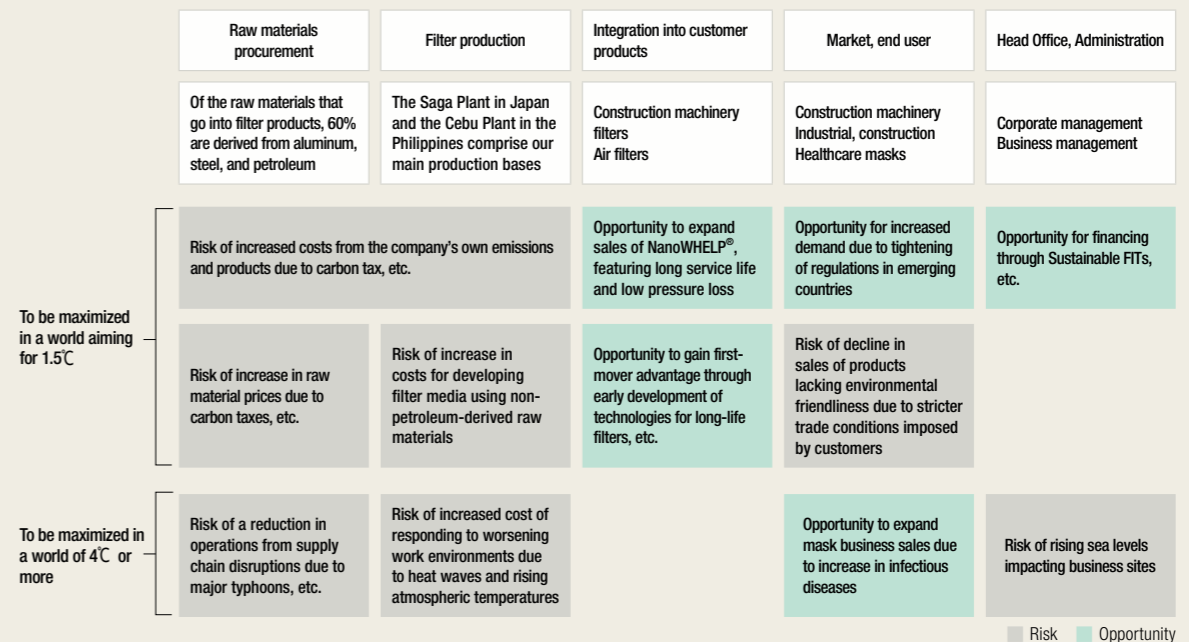 Raw materials
procurement
Filter production
Integration into customer
products
Market, end user
Head Office, Administration
Of the raw materials that
go into filter products, 60%
are derived from aluminum,
steel, and petroleum
The Saga Plant in Japan
and the Cebu Plant in the
Philippines comprise our
main production bases
Construction machinery
filters
Air filters
Construction machinery
Industrial, construction
Healthcare masks
Corporate management
Business management
To be maximized
in a world aiming
for 1.5℃
Risk of increased costs from the company's own emissions
and products due to carbon tax, etc.
Opportunity to expand
sales of NanoWHELP®,
featuring long service life
and low pressure loss
Opportunity for increased
demand due to tightening
of regulations in emerging
countries
Opportunity for financing
through Sustainable FITs,
etc.
Risk of increase in raw
material prices due to
carbon taxes, etc.
Risk of increase in
costs for developing
filter media using non-
petroleum-derived raw
materials
Opportunity to gain first-
mover advantage through
early development of
technologies for long-life
filters, etc.
Risk of decline in
sales of products
lacking environmental
friendliness due to stricter
trade conditions imposed
by customers
To be maximized in
a world of 4℃ or
more
Risk of a reduction in
operations from supply
chain disruptions due to
major typhoons, etc.
Risk of increased cost of
responding to worsening
work environments due
to heat waves and rising
atmospheric temperatures
Opportunity to expand
mask business sales due
to increase in infectious
diseases
Risk of rising sea levels
impacting business sites
Risk Opportunity